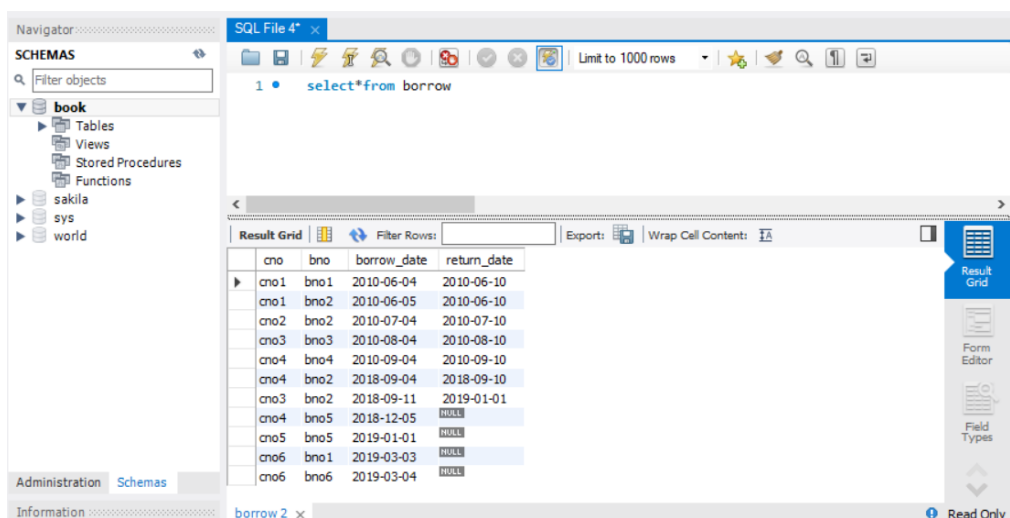 Navigator
SQL File 4*
SCHEMAS
Limit to 1000 rows
Filter objects
1
select*from borrow
book
Tables
Views
Stored Procedures
Functions
sakila
sys
world
Result Grid
Filter Rows:
Export:
Wrap Cell Content:
cno bno borrow_date return_date
cno1 bno1 2010-06-04 2010-06-10
cno1 bno2 2010-06-05 2010-06-10
cno2 bno2 2010-07-04 2010-07-10
cno3 bno3 2010-08-04 2010-08-10
cno4 bno4 2010-09-04 2010-09-10
cno4 bno2 2018-09-04 2018-09-10
cno3 bno2 2018-09-11 2019-01-01
cno4 bno5 2018-12-05 NULL
cno5 bno5 2019-01-01 NULL
cno6 bno1 2019-03-03 NULL
cno6 bno6 2019-03-04 NULL
Result
Grid
Form
Editor
Field
Types
Administration Schemas
Information
borrow 2
Read Only